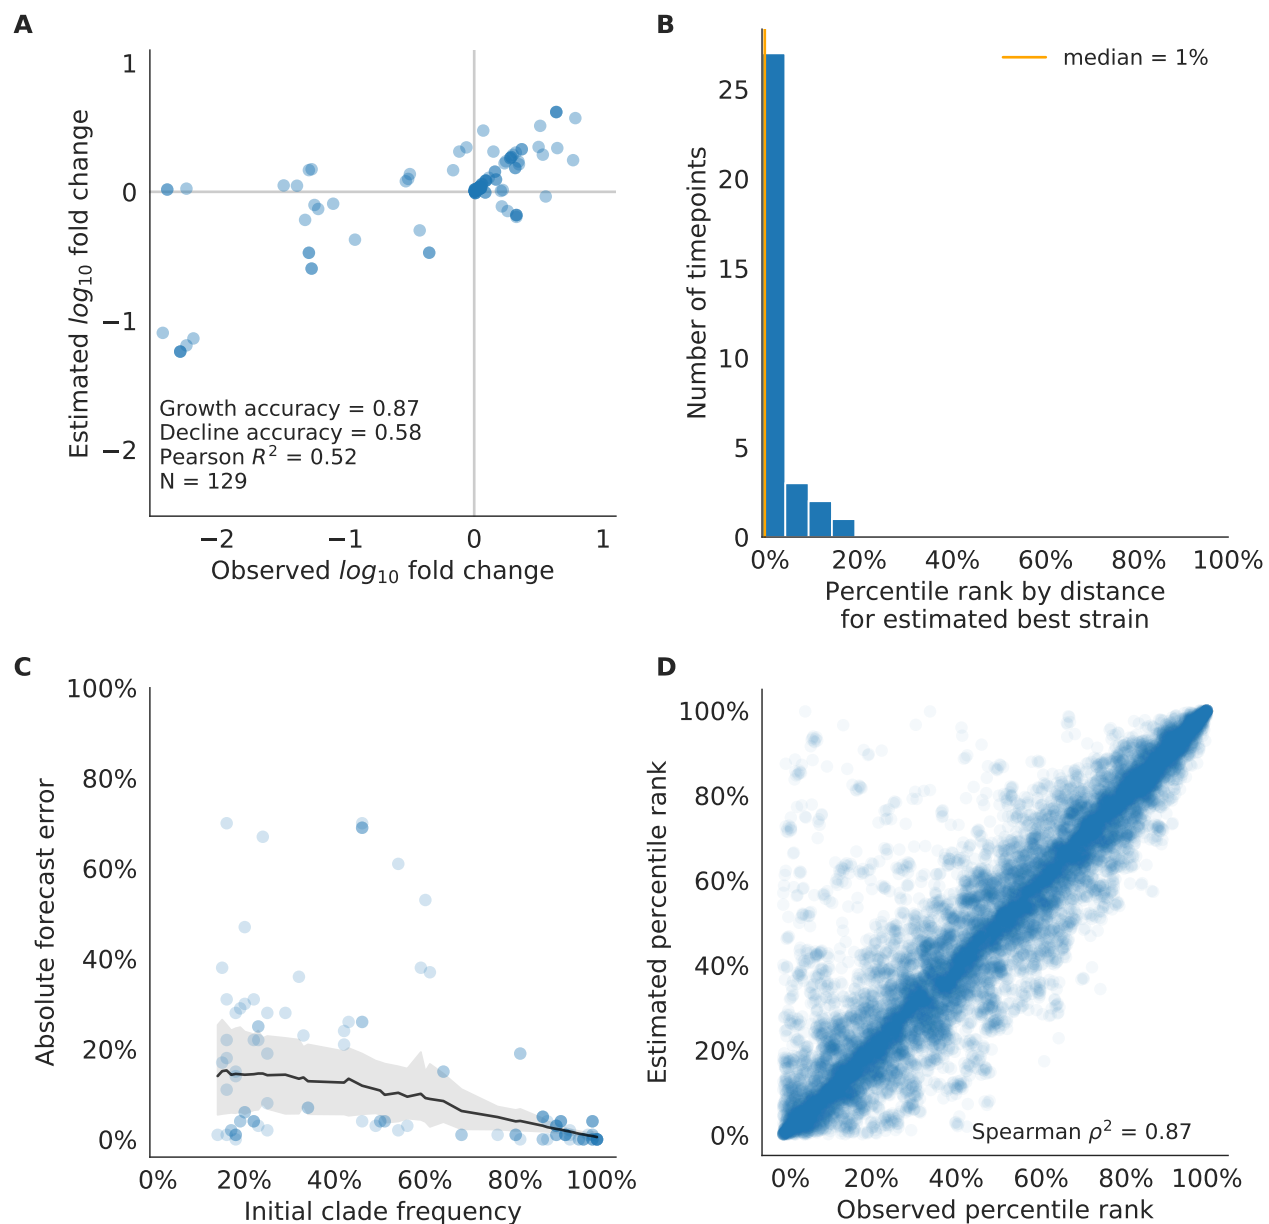 A
1
0
−1
−2
Estimated log10 fold change
Growth accuracy = 0.87
Decline accuracy = 0.58
Pearson R² = 0.52
N = 129
−2 −1 0 1
Observed log10 fold change
B
median = 1%
25
20
15
10
5
0
Number of timepoints
0% 20% 40% 60% 80% 100%
Percentile rank by distance
for estimated best strain
C
100%
80%
60%
40%
20%
0%
Absolute forecast error
0% 20% 40% 60% 80% 100%
Initial clade frequency
D
100%
80%
60%
40%
20%
0%
Estimated percentile rank
Spearman ρ² = 0.87
0% 20% 40% 60% 80% 100%
Observed percentile rank